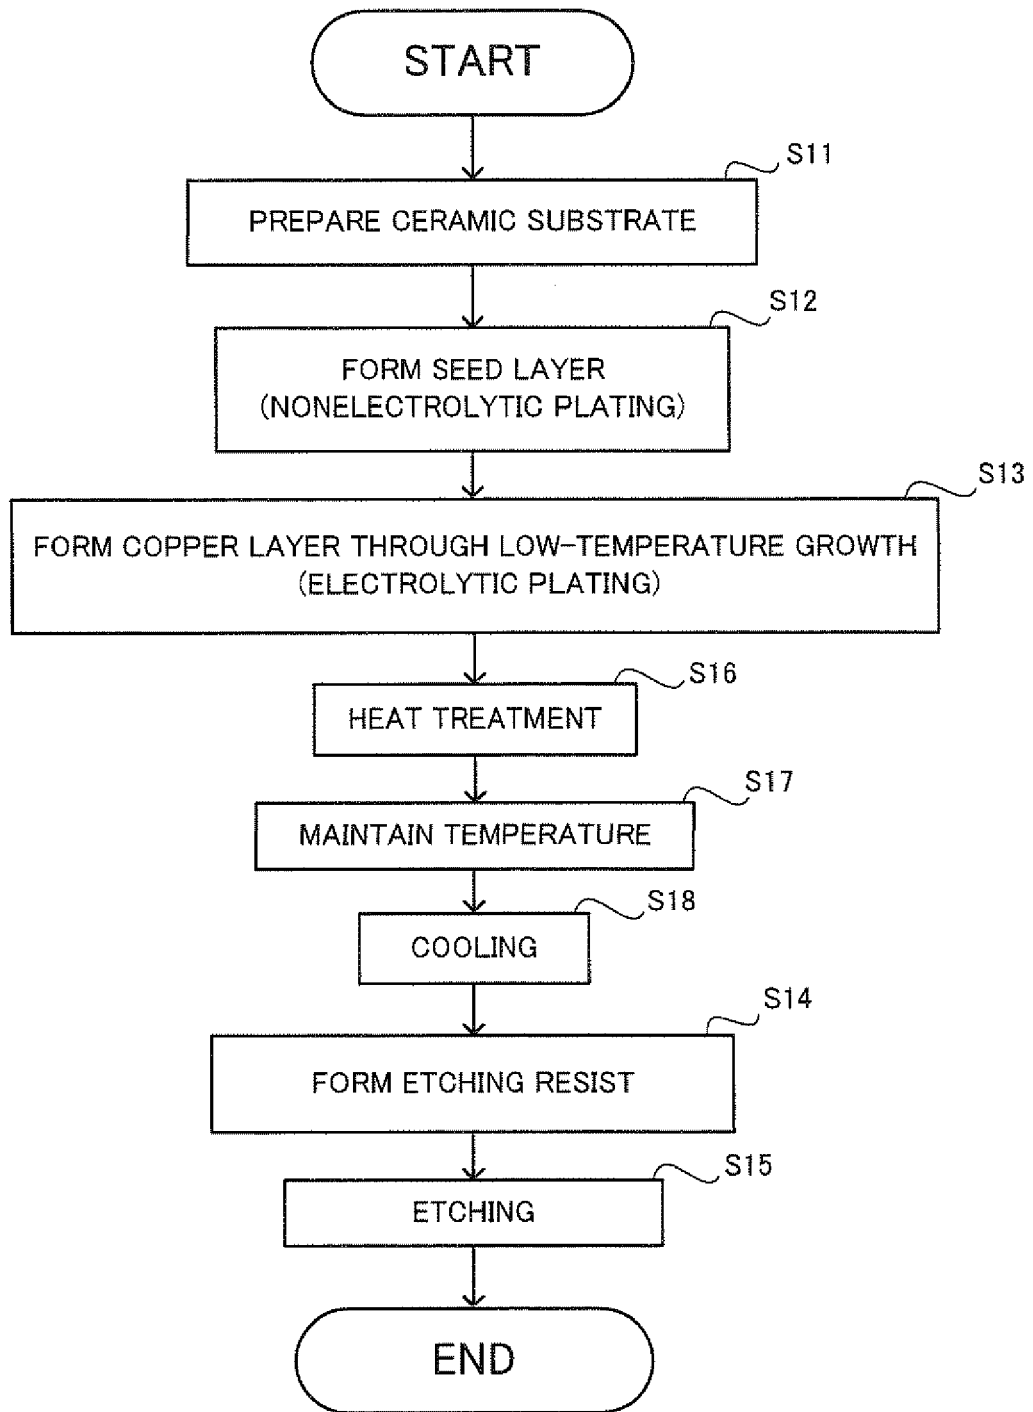 START
S11
PREPARE CERAMIC SUBSTRATE
S12
FORM SEED LAYER
(NONELECTROLYTIC PLATING)
S13
FORM COPPER LAYER THROUGH LOW-TEMPERATURE GROWTH
(ELECTROLYTIC PLATING)
S16
HEAT TREATMENT
S17
MAINTAIN TEMPERATURE
S18
COOLING
S14
FORM ETCHING RESIST
S15
ETCHING
END